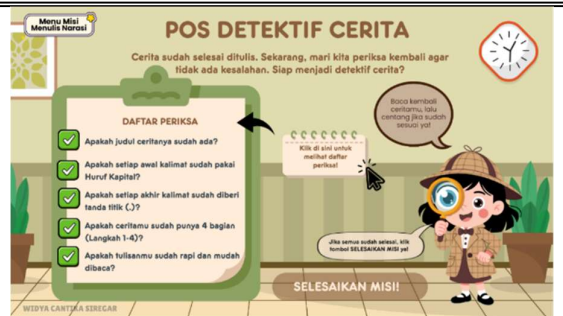 Menu Misi
Menulis Narasi
POS DETEKTIF CERITA
Cerita sudah selesai ditulis. Sekarang, mari kita periksa kembali agar
tidak ada kesalahan. Siap menjadi detektif cerita?
DAFTAR PERIKSA
Apakah judul ceritanya sudah ada?
Apakah setiap awal kalimat sudah pakai
Huruf Kapital?
Apakah setiap akhir kalimat sudah diberi
tanda titik (.)?
Apakah ceritamu sudah punya 4 bagian
(Langkah 1-4)?
Apakah tulisanmu sudah rapi dan mudah
dibaca?
Klik di sini untuk
melihat daftar
periksa!
Baca kembali
ceritamu, lalu
centang jika sudah
sesuai ya!
Jika semua sudah selesai, klik
tombol SELESAIKAN MISI ya!
SELESAIKAN MISI!
WIDYA CANTIKA SIREGAR